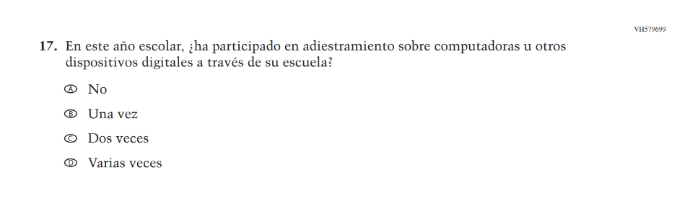 VH579699
17. En este año escolar, ¿ha participado en adiestramiento sobre computadoras u otros
dispositivos digitales a través de su escuela?
A No
B Una vez
C Dos veces
D Varias veces